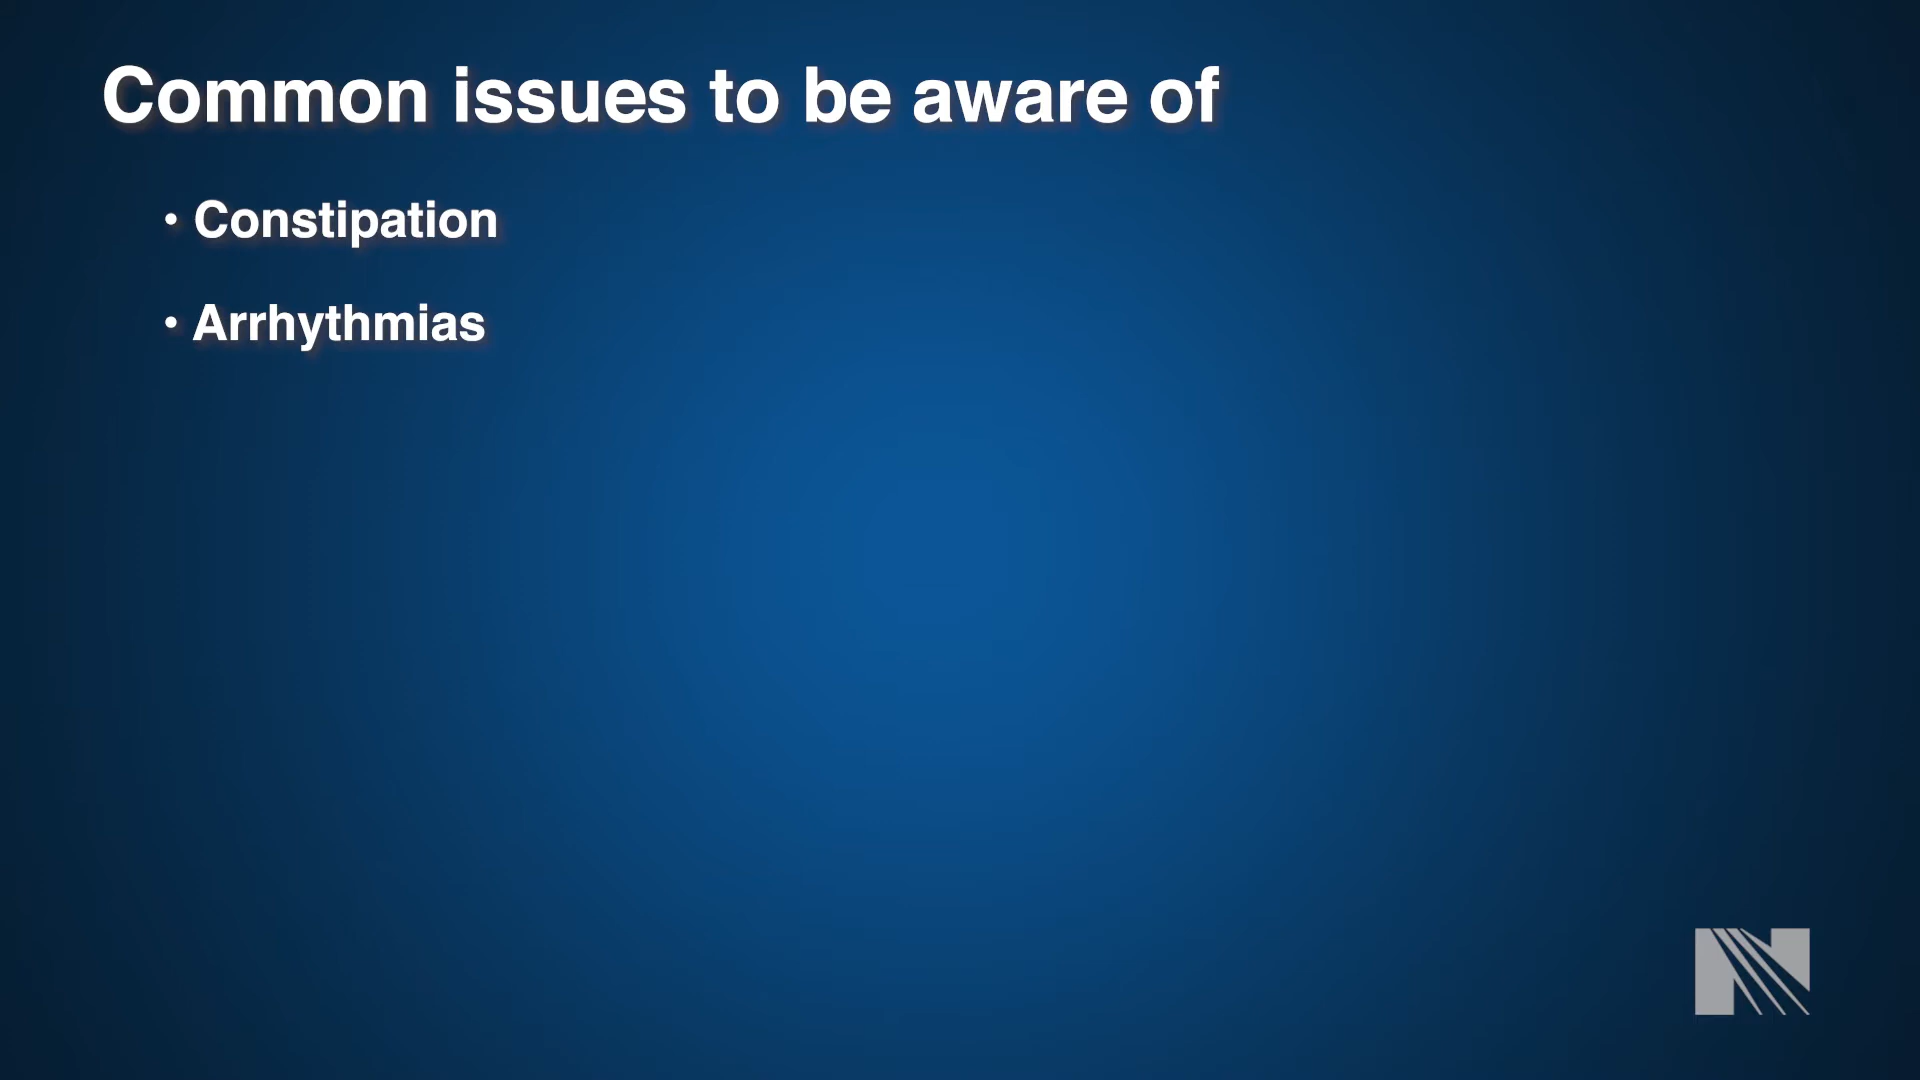 Common issues to be aware of
• Constipation
• Arrhythmias